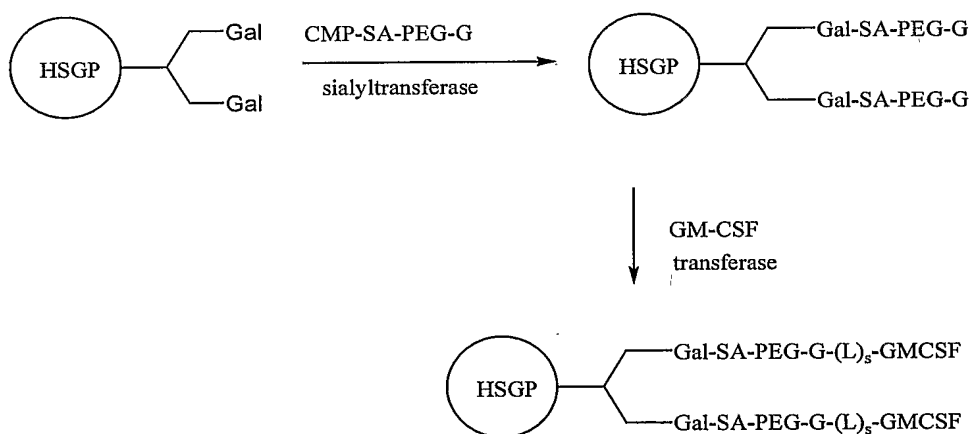 Gal
HSGP
Gal
CMP-SA-PEG-G
sialyltransferase
Gal-SA-PEG-G
HSGP
Gal-SA-PEG-G
GM-CSF
transferase
Gal-SA-PEG-G-(L)s-GMCSF
HSGP
Gal-SA-PEG-G-(L)s-GMCSF